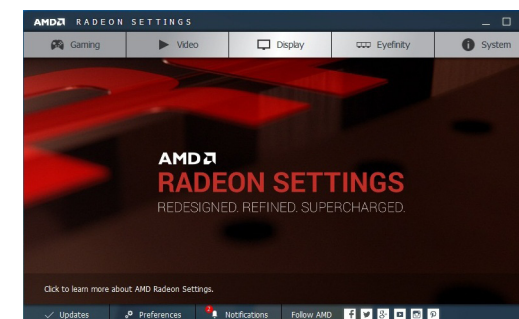 AMD RADEON SETTINGS
Gaming Video Display Eyefinity System
AMD
RADEON SETTINGS
REDESIGNED. REFINED. SUPERCHARGED.
Click to learn more about AMD Radeon Settings.
Updates Preferences 2 Notifications Follow AMD